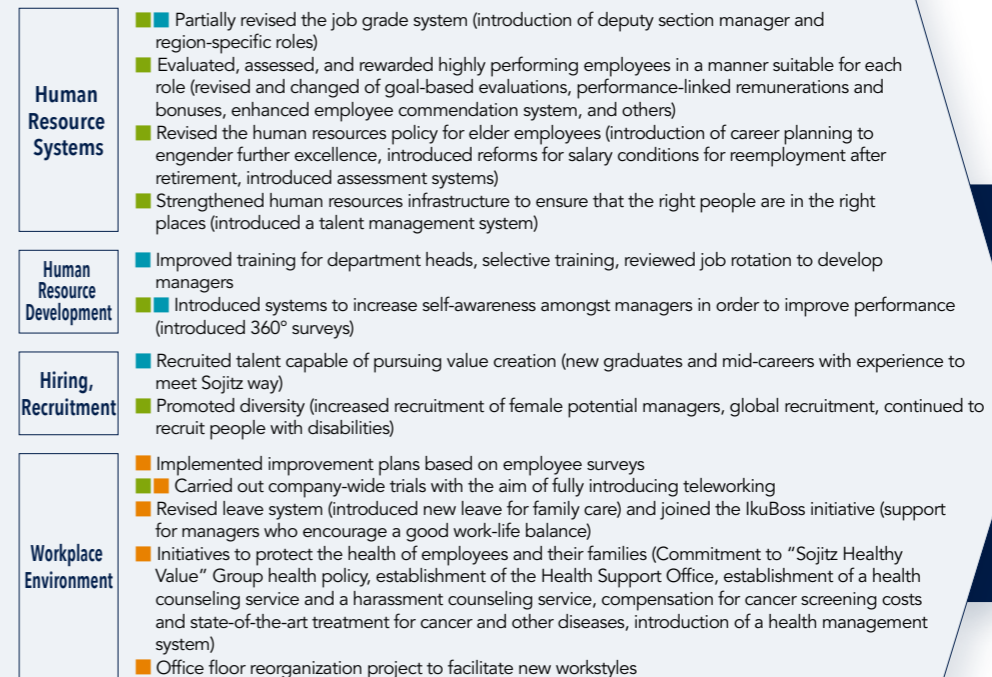 Human
Resource
Systems
Partially revised the job grade system (introduction of deputy section manager and
region-specific roles)
Evaluated, assessed, and rewarded highly performing employees in a manner suitable for each
role (revised and changed of goal-based evaluations, performance-linked remunerations and
bonuses, enhanced employee commendation system, and others)
Revised the human resources policy for elder employees (introduction of career planning to
engender further excellence, introduced reforms for salary conditions for reemployment after
retirement, introduced assessment systems)
Strengthened human resources infrastructure to ensure that the right people are in the right
places (introduced a talent management system)
Human
Resource
Development
Improved training for department heads, selective training, reviewed job rotation to develop
managers
Introduced systems to increase self-awareness amongst managers in order to improve performance
(introduced 360° surveys)
Hiring,
Recruitment
Recruited talent capable of pursuing value creation (new graduates and mid-careers with experience to
meet Sojitz way)
Promoted diversity (increased recruitment of female potential managers, global recruitment, continued to
recruit people with disabilities)
Workplace
Environment
Implemented improvement plans based on employee surveys
Carried out company-wide trials with the aim of fully introducing teleworking
Revised leave system (introduced new leave for family care) and joined the IkuBoss initiative (support
for managers who encourage a good work-life balance)
Initiatives to protect the health of employees and their families (Commitment to “Sojitz Healthy
Value” Group health policy, establishment of the Health Support Office, establishment of a health
counseling service and a harassment counseling service, compensation for cancer screening costs
and state-of-the-art treatment for cancer and other diseases, introduction of a health management
system)
Office floor reorganization project to facilitate new workstyles